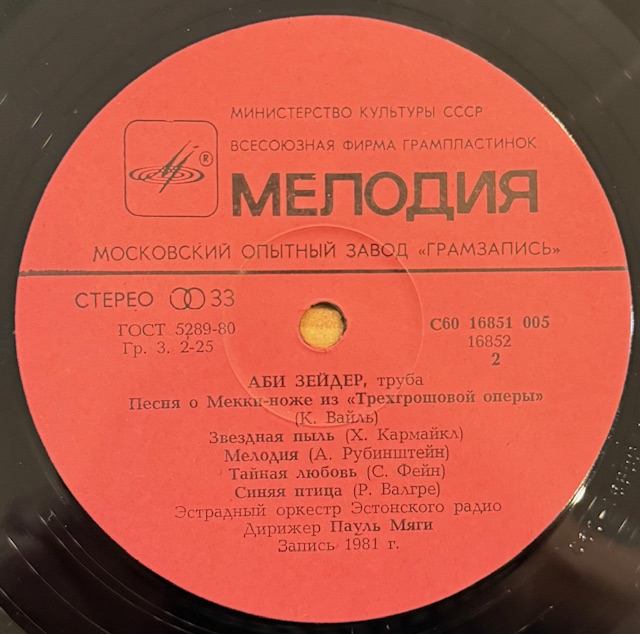 МИНИСТЕРСТВО КУЛЬТУРЫ СССР
ВСЕСОЮЗНАЯ ФИРМА ГРАМПЛАСТИНОК
®
МЕЛОДИЯ
МОСКОВСКИЙ ОПЫТНЫЙ ЗАВОД «ГРАМЗАПИСЬ»
СТЕРЕО 33
ГОСТ 5289-80
Гр. 3. 2-25
С60 16851 005
16852
2
АБИ ЗЕЙДЕР, труба
Песня о Мекки-ноже из «Трехгрошовой оперы»
(К. Вайль)
Звездная пыль (Х. Кармайкл)
Мелодия (А. Рубинштейн)
Тайная любовь (С. Фейн)
Синяя птица (Р. Валгре)
Эстрадный оркестр Эстонского радио
Дирижер Пауль Мяги
Запись 1981 г.